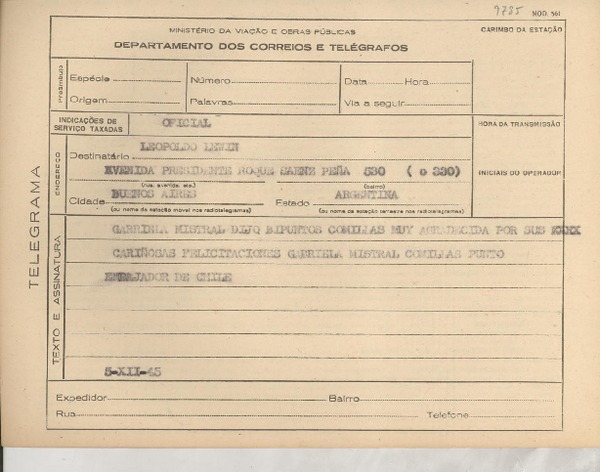 9785 MOD. 561
MINISTÉRIO DA VIAÇÃO E OBRAS PÚBLICAS
CARIMBO DA ESTAÇÃO
DEPARTAMENTO DOS CORREIOS E TELÉGRAFOS
Preâmbulo
Espécie Número Data Hora
Origem Palavras Via a seguir
INDICAÇÕES DE SERVIÇO TAXADAS OFICIAL HORA DA TRANSMISSÃO
ENDEREÇO
LEOPOLDO LEWIN
Destinatário
AVENIDA PRESIDENTE ROQUE SAENZ PEÑA 530 ( o 330) INICIAIS DO OPERADOR
(rua, avenida, etc.) (bairro)
BUENOS AIRES ARGENTINA
Cidade Estado
(ou nome da estação movel nos radiotelegramas) (ou nome da estação terrestre nos radiotelegramas)
TELEGRAMA
TEXTO E ASSINATURA
GABRIELA MISTRAL DIJO BIPUNTOS COMILLAS MUY AGRADECIDA POR SUS
CARIÑOSAS FELICITACIONES GABRIELA MISTRAL COMILLAS PUNTO
EMBAJADOR DE CHILE
5-XII-45
Expedidor Bairro
Rua Telefone